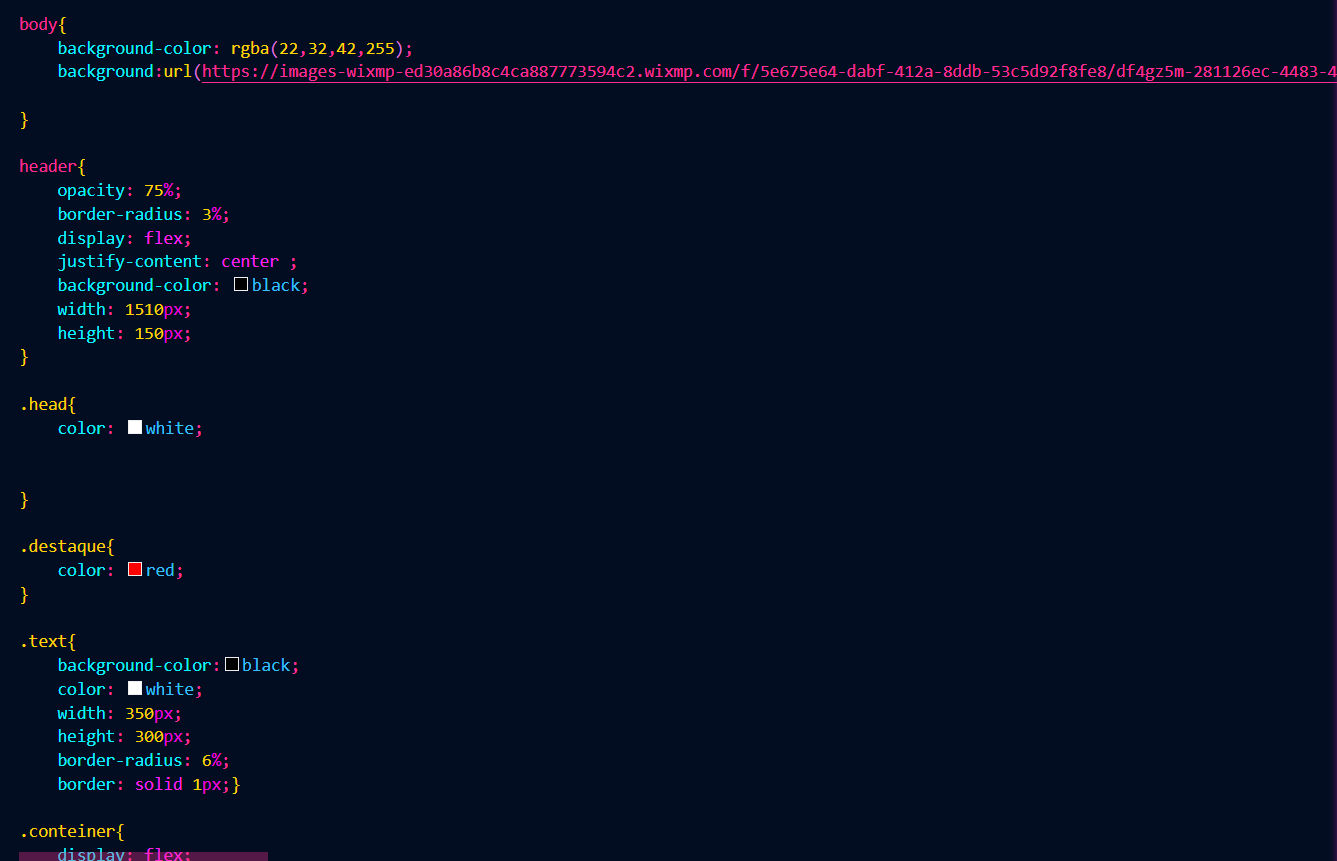 body{
    background-color: rgba(22,32,42,255);
    background:url(https://images-wixmp-ed30a86b8c4ca887773594c2.wixmp.com/f/5e675e64-dabf-412a-8ddb-53c5d92f8fe8/df4gz5m-281126ec-4483-4
}
header{
    opacity: 75%;
    border-radius: 3%;
    display: flex;
    justify-content: center ;
    background-color: black;
    width: 1510px;
    height: 150px;
}
.head{
    color: white;
}
.destaque{
    color: red;
}
.text{
    background-color:black;
    color: white;
    width: 350px;
    height: 300px;
    border-radius: 6%;
    border: solid 1px;}
.conteiner{
    display: flex;